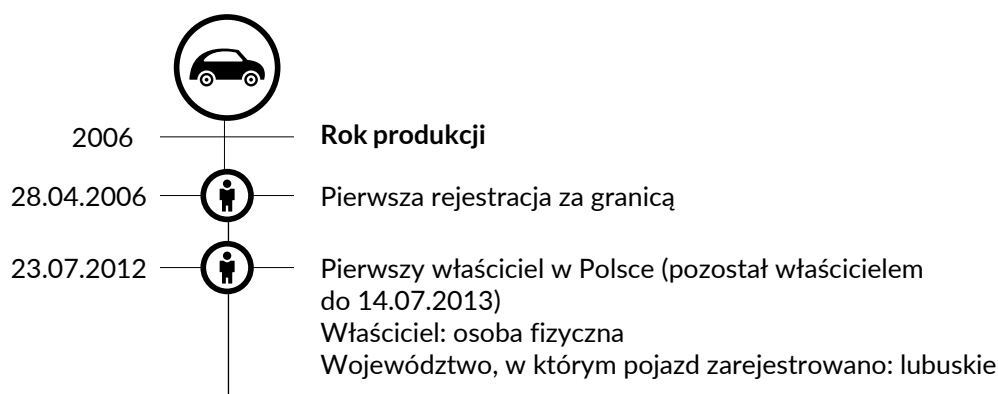 2006 Rok produkcji
28.04.2006 Pierwsza rejestracja za granicą
23.07.2012 Pierwszy właściciel w Polsce (pozostał właścicielem
do 14.07.2013)
Właściciel: osoba fizyczna
Województwo, w którym pojazd zarejestrowano: lubuskie